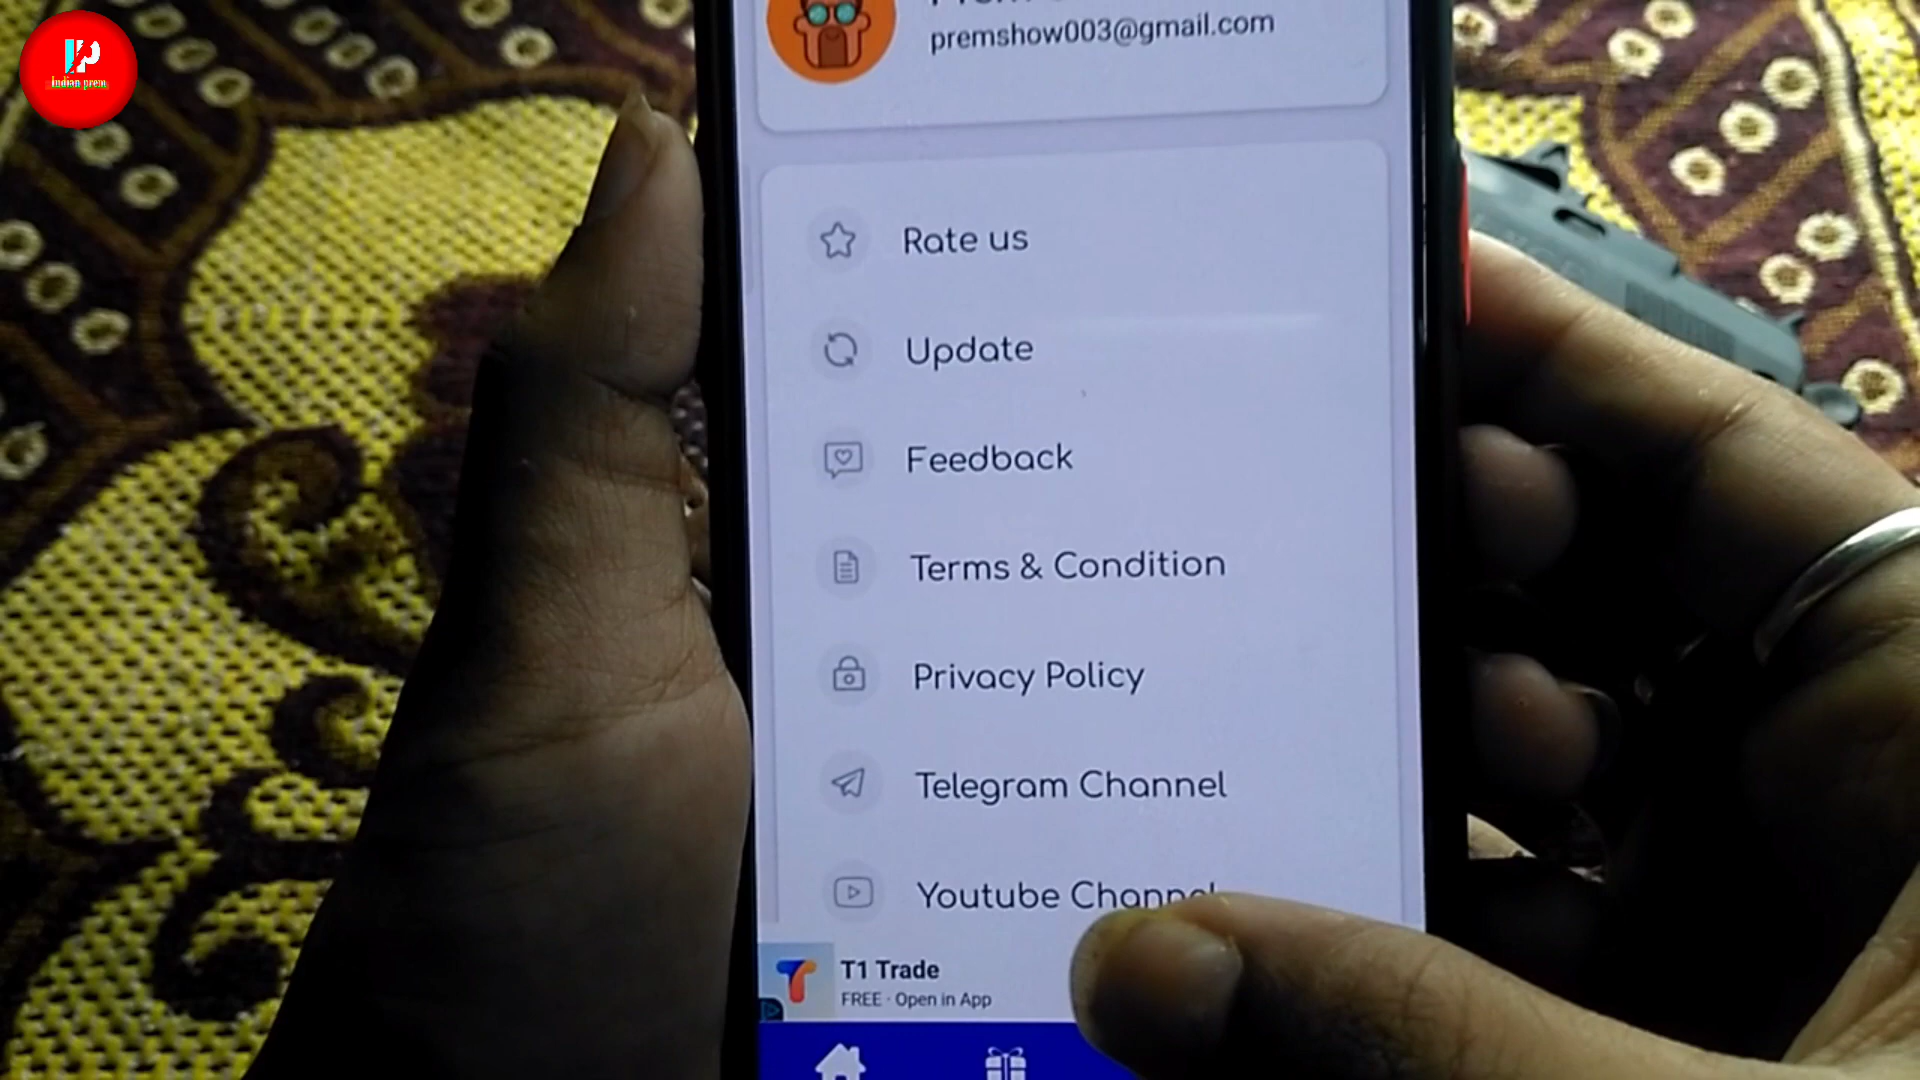 indian prem
premshow003@gmail.com
Rate us
Update
Feedback
Terms & Condition
Privacy Policy
Telegram Channel
Youtube Channel
T1 Trade
FREE · Open in App